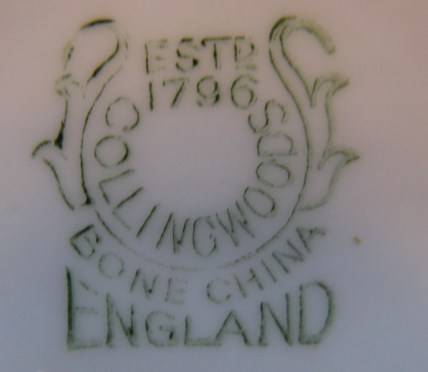 ESTD
1796
COLLINGWOODS
BONE CHINA
ENGLAND